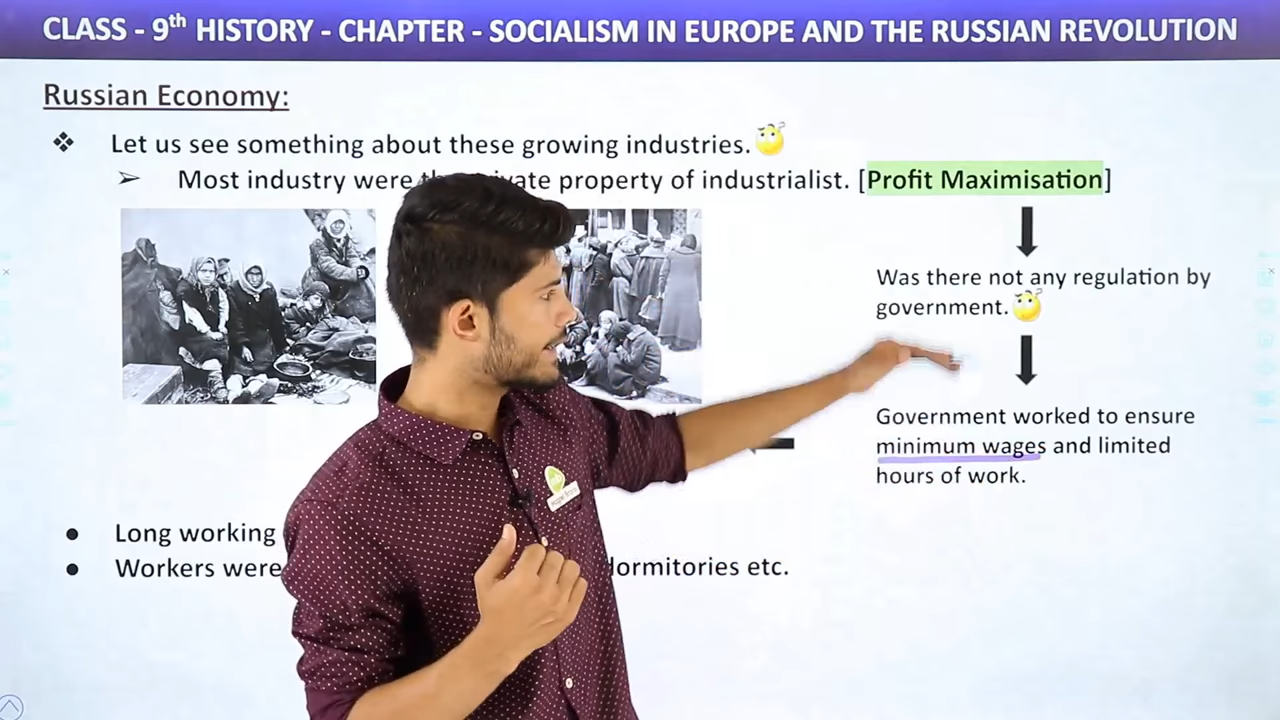 CLASS - 9th HISTORY - CHAPTER - SOCIALISM IN EUROPE AND THE RUSSIAN REVOLUTION
Russian Economy:
❖ Let us see something about these growing industries.
➢ Most industry were property of industrialist. [Profit Maximisation]
Was there not any regulation by
government.
Government worked to ensure
minimum wages and limited
hours of work.
● Long working
● Workers were dormitories etc.